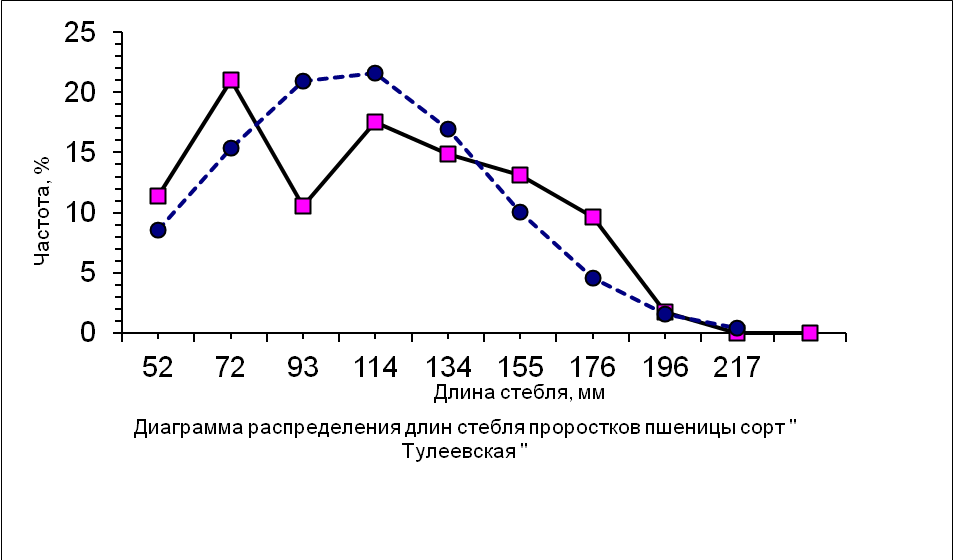 25
20
15
10
5
0
Частота, %
52 72 93 114 134 155 176 196 217
Длина стебля, мм
Диаграмма распределения длин стебля проростков пшеницы сорт "
Тулеевская "